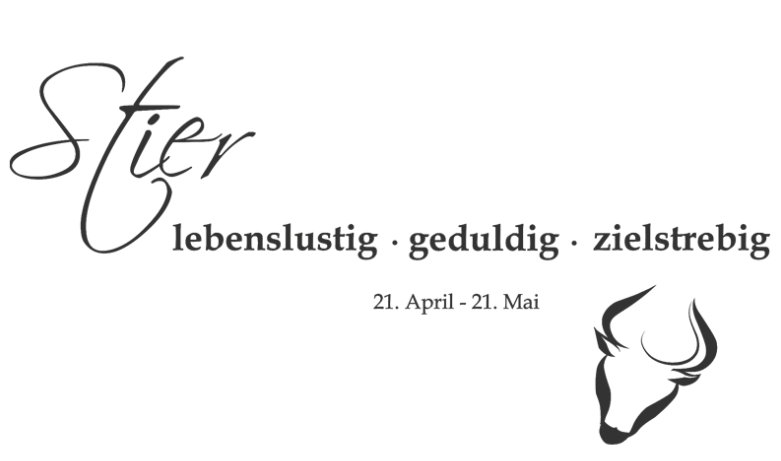 Stier
lebenslustig · geduldig · zielstrebig
21. April - 21. Mai